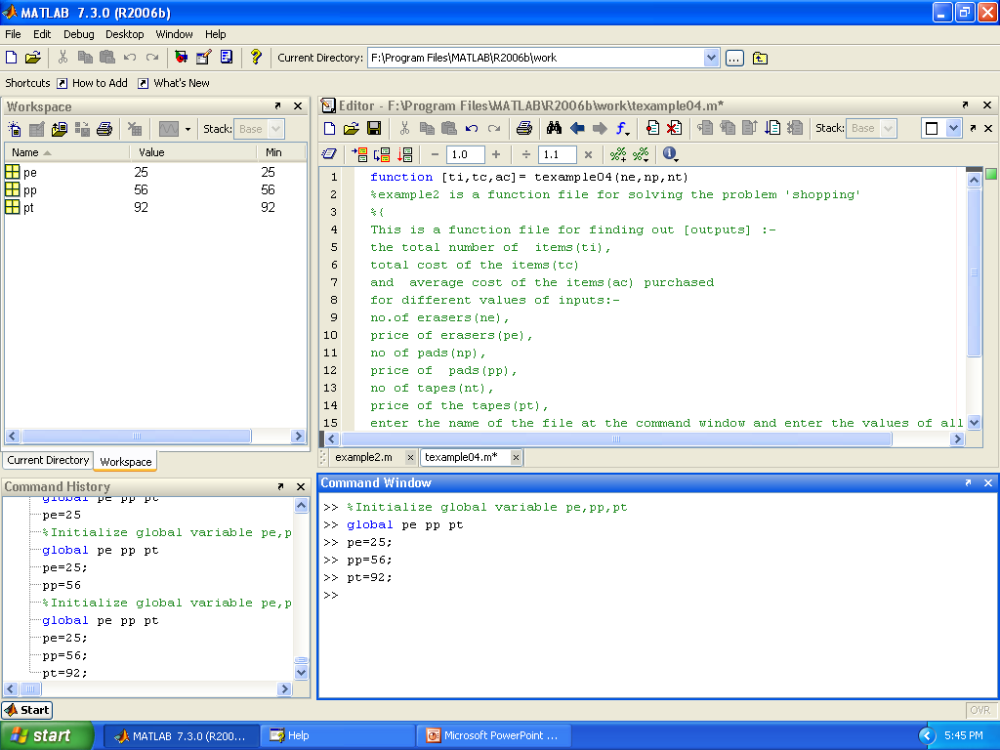 MATLAB 7.3.0 (R2006b)
File Edit Debug Desktop Window Help
Current Directory: F:\Program Files\MATLAB\R2006b\work ...
Shortcuts How to Add What's New
Workspace
Stack: Base
Name Value Min
pe 25 25
pp 56 56
pt 92 92
Current Directory Workspace
Command History
global pe pp pt
pe=25
%Initialize global variable pe,p
global pe pp pt
pe=25;
pp=56
%Initialize global variable pe,p
global pe pp pt
pe=25;
pp=56;
pt=92;
Editor - F:\Program Files\MATLAB\R2006b\work\texample04.m*
Stack: Base
− 1.0 + ÷ 1.1 ×
1 function [ti,tc,ac]= texample04(ne,np,nt)
2 %example2 is a function file for solving the problem 'shopping'
3 %{
4 This is a function file for finding out [outputs] :-
5 the total number of  items(ti),
6 total cost of the items(tc)
7 and  average cost of the items(ac) purchased
8 for different values of inputs:-
9 no.of erasers(ne),
10 price of erasers(pe),
11 no of pads(np),
12 price of  pads(pp),
13 no of tapes(nt),
14 price of the tapes(pt),
15 enter the name of the file at the command window and enter the values of all
example2.m texample04.m*
Command Window
>> %Initialize global variable pe,pp,pt
>> global pe pp pt
>> pe=25;
>> pp=56;
>> pt=92;
>>
Start
OVR
start MATLAB 7.3.0 (R200... Help Microsoft PowerPoint ... 5:45 PM